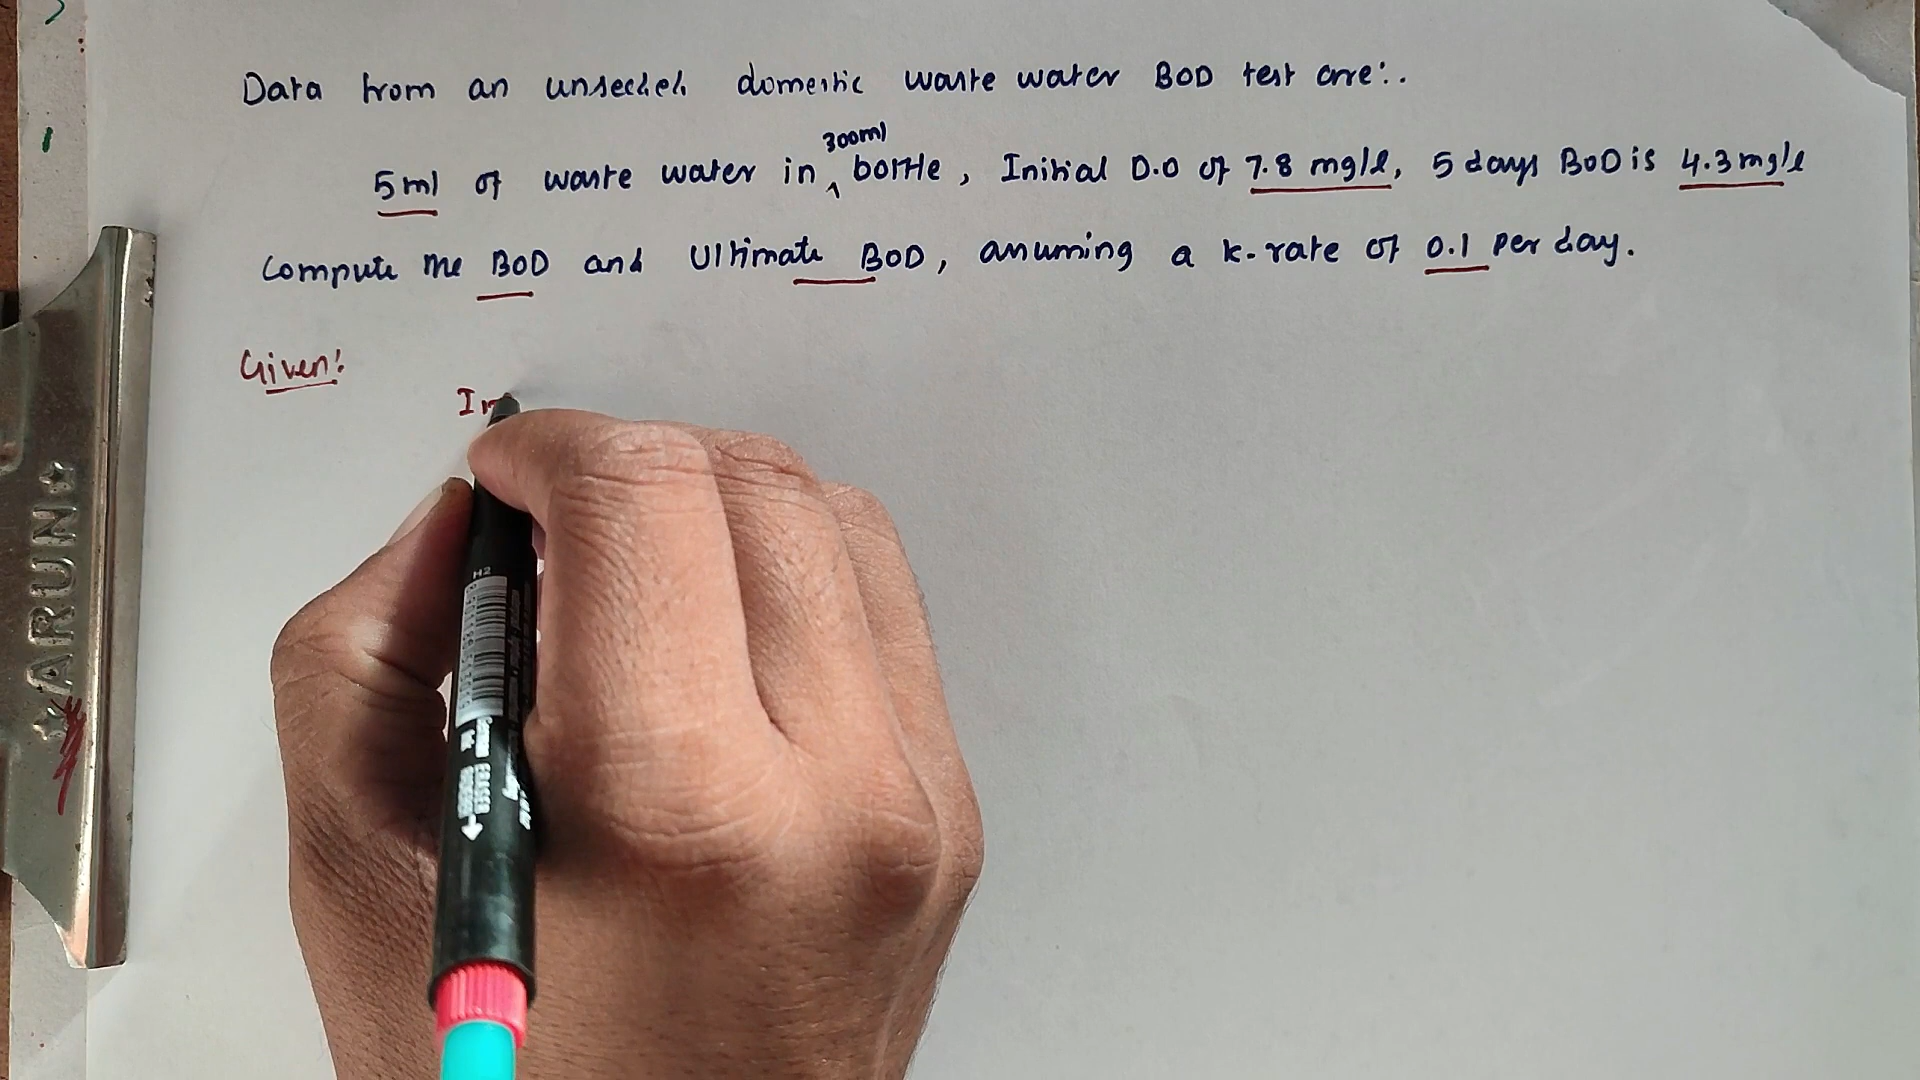 Data from an unseeded domestic waste water BOD test are:.
300ml
5ml of waste water in ^ bottle, Initial D.O of 7.8 mg/l, 5 days BOD is 4.3 mg/l
compute the BOD and Ultimate BOD, assuming a k-rate of 0.1 per day.
Given:
In
ARUN
H2